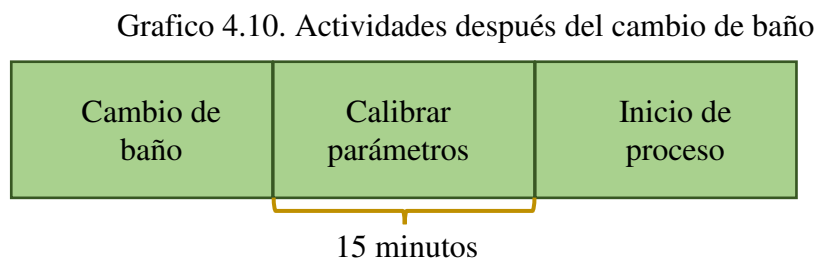 Grafico 4.10. Actividades después del cambio de baño
Cambio de
baño
Calibrar
parámetros
Inicio de
proceso
15 minutos